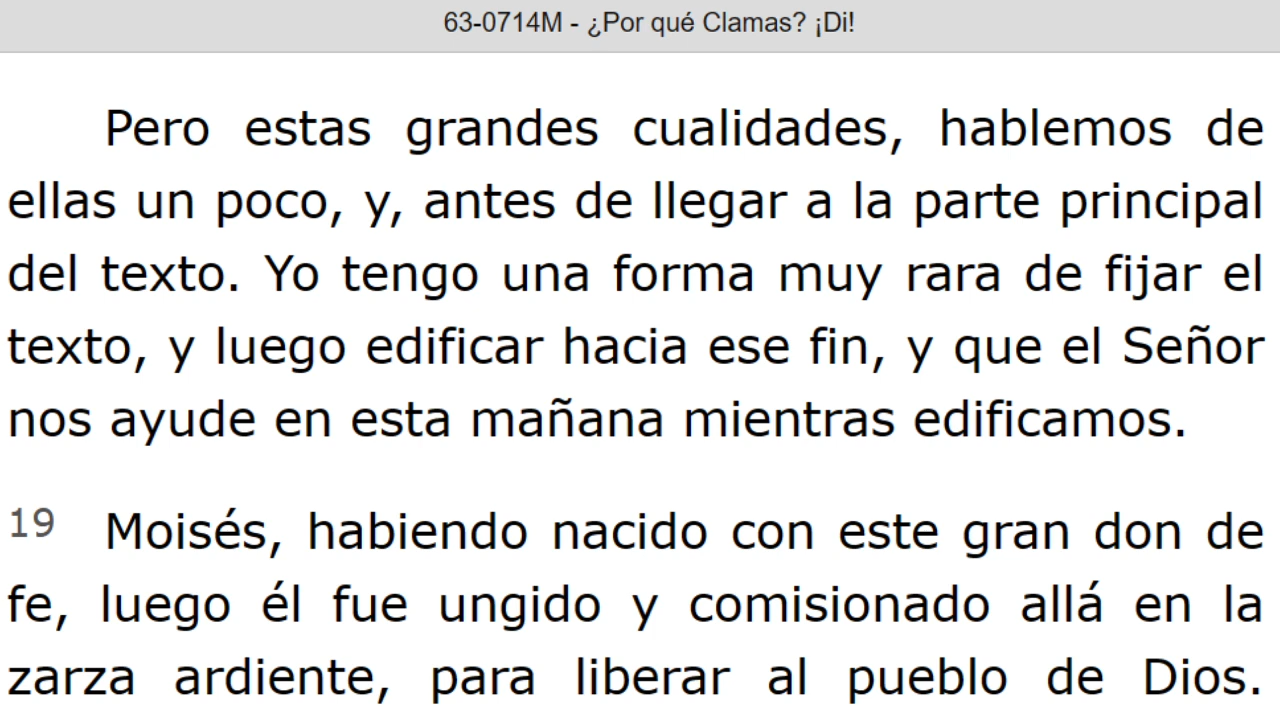 63-0714M - ¿Por qué Clamas? ¡Di!
Pero estas grandes cualidades, hablemos de
ellas un poco, y, antes de llegar a la parte principal
del texto. Yo tengo una forma muy rara de fijar el
texto, y luego edificar hacia ese fin, y que el Señor
nos ayude en esta mañana mientras edificamos.
19 Moisés, habiendo nacido con este gran don de
fe, luego él fue ungido y comisionado allá en la
zarza ardiente, para liberar al pueblo de Dios.